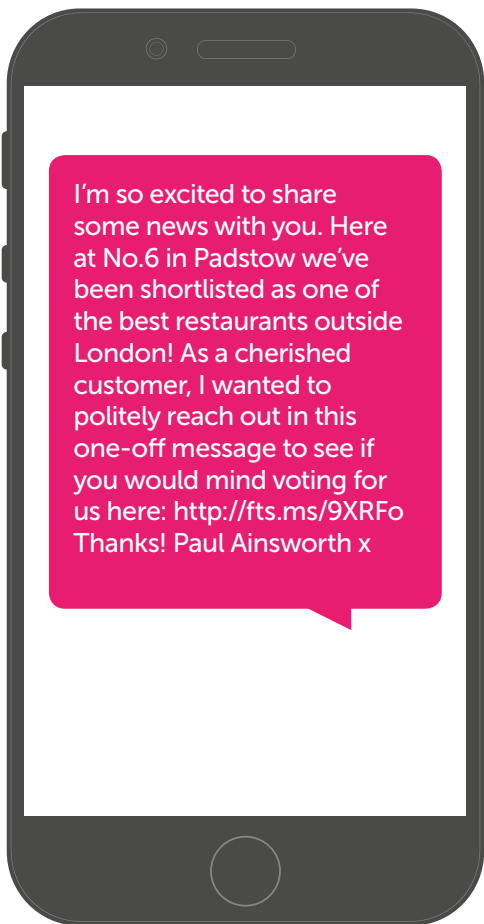 I’m so excited to share
some news with you. Here
at No.6 in Padstow we’ve
been shortlisted as one of
the best restaurants outside
London! As a cherished
customer, I wanted to
politely reach out in this
one-off message to see if
you would mind voting for
us here: http://fts.ms/9XRFo
Thanks! Paul Ainsworth x